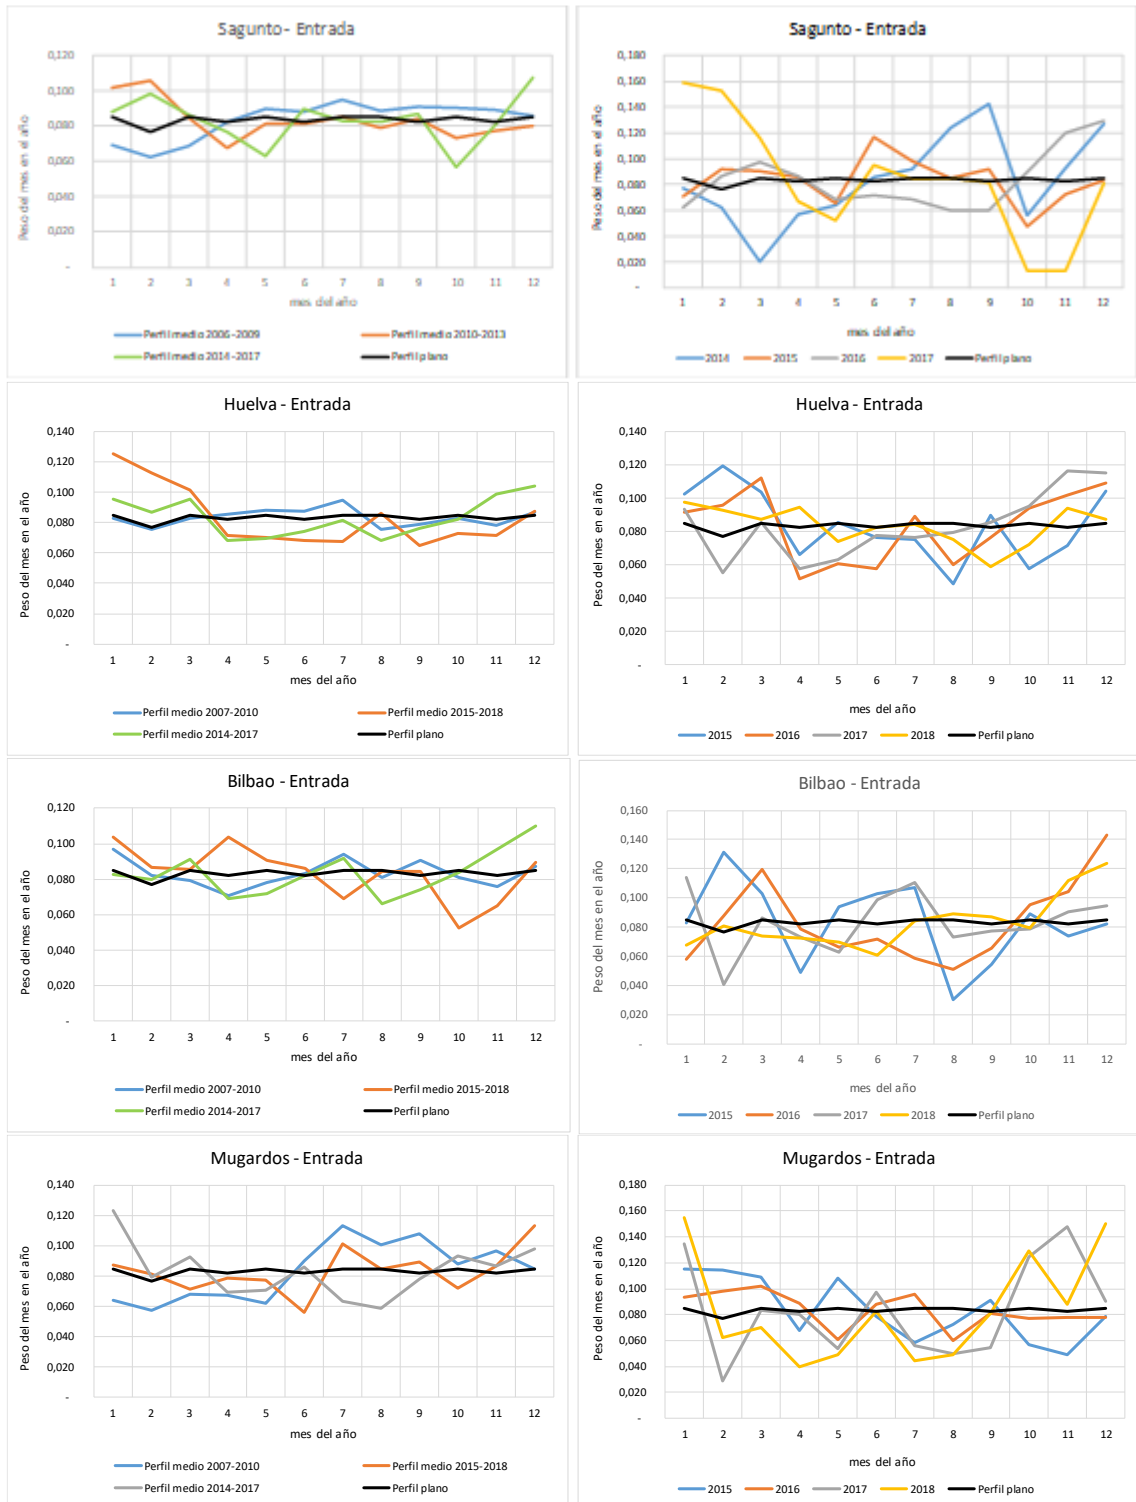 Sagunto - Entrada
Peso del mes en el año
0,120
0,100
0,080
0,060
0,040
0,020
-
1 2 3 4 5 6 7 8 9 10 11 12
mes del año
Perfil medio 2006-2009
Perfil medio 2010-2013
Perfil medio 2014-2017
Perfil plano
Sagunto - Entrada
Peso del mes en el año
0,180
0,160
0,140
0,120
0,100
0,080
0,060
0,040
0,020
-
1 2 3 4 5 6 7 8 9 10 11 12
mes del año
2014 2015 2016 2017 Perfil plano
Huelva - Entrada
Peso del mes en el año
0,140
0,120
0,100
0,080
0,060
0,040
0,020
-
1 2 3 4 5 6 7 8 9 10 11 12
mes del año
Perfil medio 2007-2010
Perfil medio 2015-2018
Perfil medio 2014-2017
Perfil plano
Huelva - Entrada
Peso del mes en el año
0,140
0,120
0,100
0,080
0,060
0,040
0,020
-
1 2 3 4 5 6 7 8 9 10 11 12
mes del año
2015 2016 2017 2018 Perfil plano
Bilbao - Entrada
Peso del mes en el año
0,120
0,100
0,080
0,060
0,040
0,020
-
1 2 3 4 5 6 7 8 9 10 11 12
mes del año
Perfil medio 2007-2010
Perfil medio 2015-2018
Perfil medio 2014-2017
Perfil plano
Bilbao - Entrada
Peso del mes en el año
0,160
0,140
0,120
0,100
0,080
0,060
0,040
0,020
-
1 2 3 4 5 6 7 8 9 10 11 12
mes del año
2015 2016 2017 2018 Perfil plano
Mugardos - Entrada
Peso del mes en el año
0,140
0,120
0,100
0,080
0,060
0,040
0,020
-
1 2 3 4 5 6 7 8 9 10 11 12
mes del año
Perfil medio 2007-2010
Perfil medio 2015-2018
Perfil medio 2014-2017
Perfil plano
Mugardos - Entrada
Peso del mes en el año
0,180
0,160
0,140
0,120
0,100
0,080
0,060
0,040
0,020
-
1 2 3 4 5 6 7 8 9 10 11 12
mes del año
2015 2016 2017 2018 Perfil plano